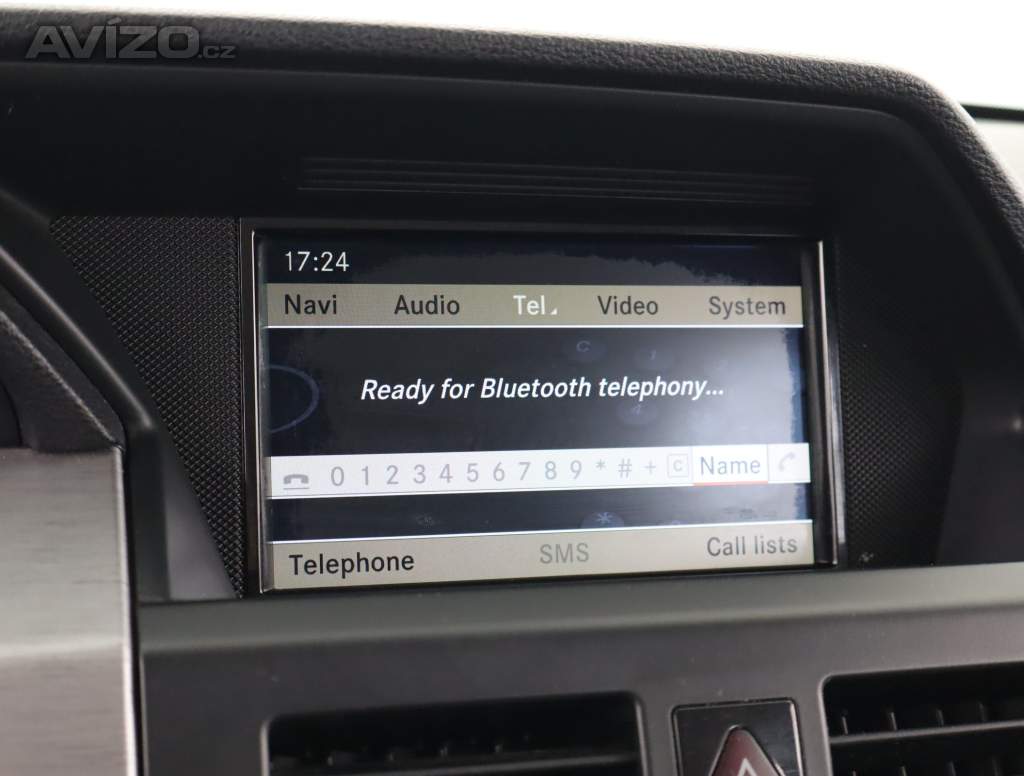 AVÍZO.cz
17:24
Navi Audio Tel Video System
Ready for Bluetooth telephony...
0 1 2 3 4 5 6 7 8 9 * # + C Name
Telephone SMS Call lists